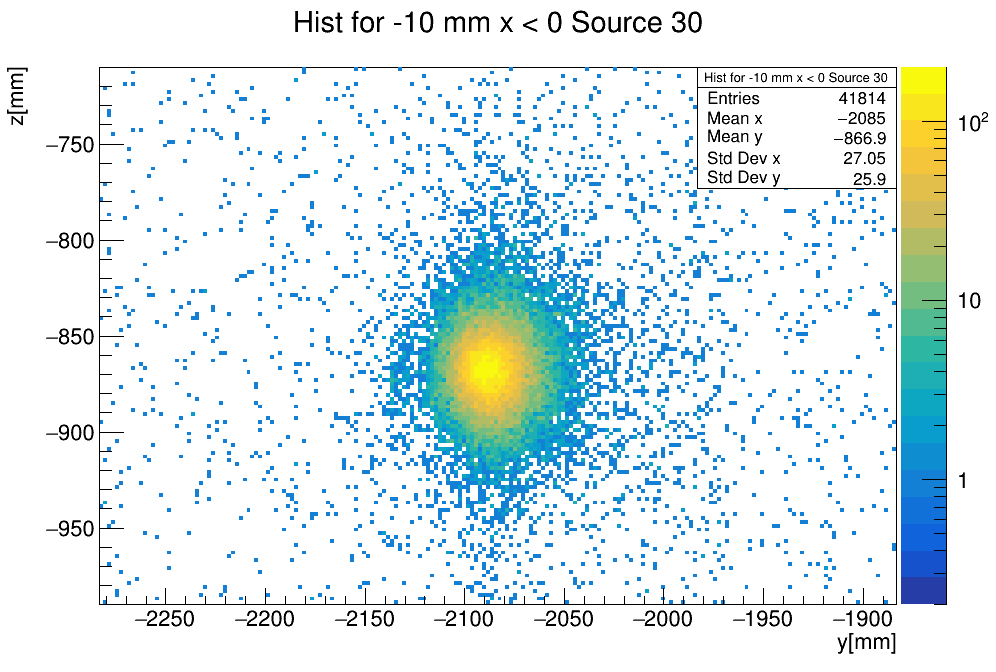 Hist for -10 mm x < 0 Source 30
z[mm]
Hist for -10 mm x < 0 Source 30
Entries 41814
Mean x −2085
Mean y −866.9
Std Dev x 27.05
Std Dev y 25.9
−750
−800
−850
−900
−950
10²
10
1
−2250 −2200 −2150 −2100 −2050 −2000 −1950 −1900
y[mm]